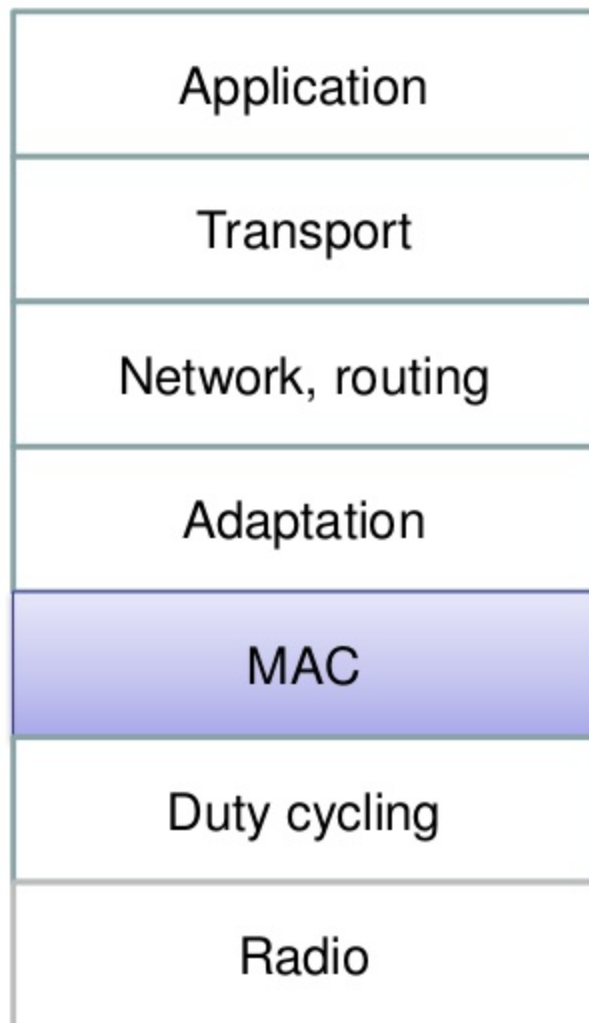 Application
Transport
Network, routing
Adaptation
MAC
Duty cycling
Radio